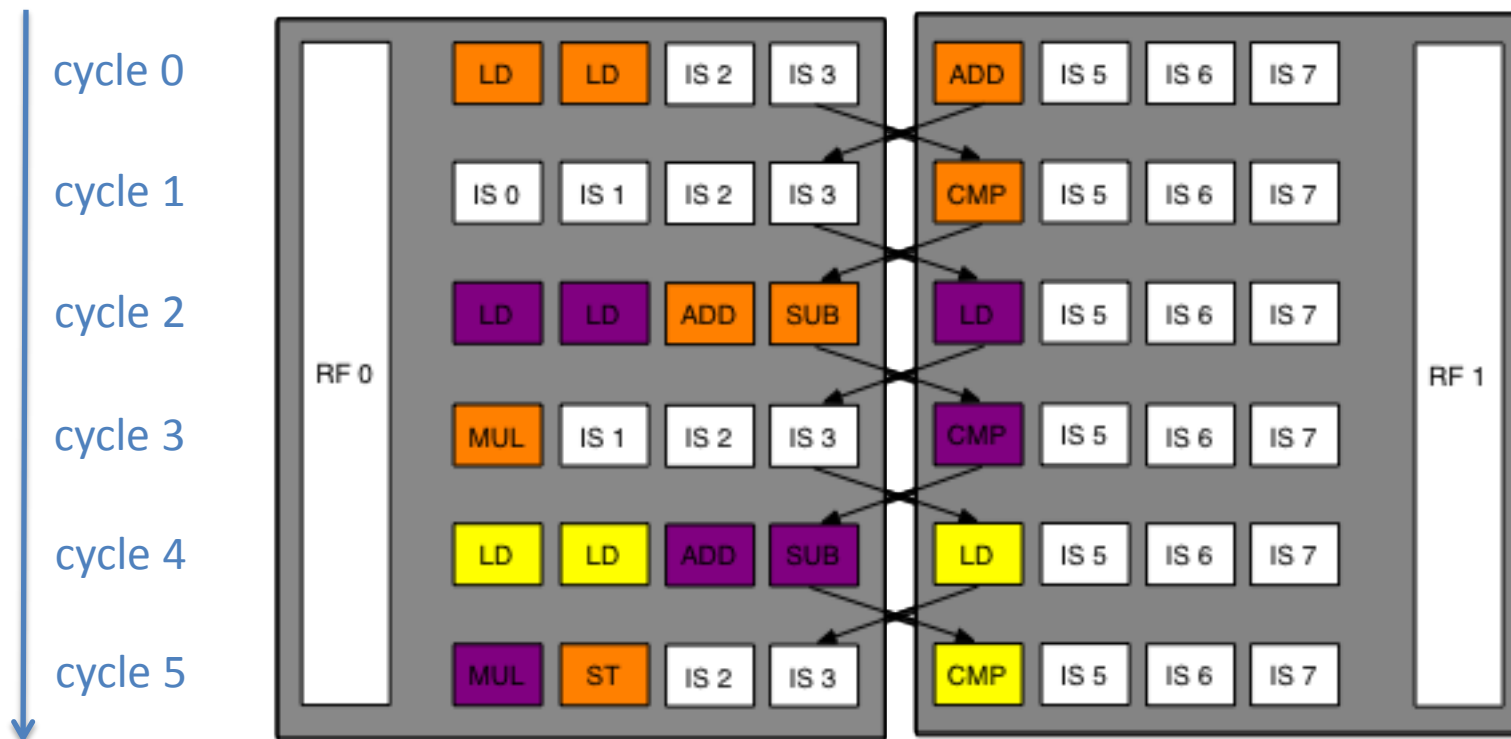 cycle 0 LD LD IS 2 IS 3 ADD IS 5 IS 6 IS 7
cycle 1 IS 0 IS 1 IS 2 IS 3 CMP IS 5 IS 6 IS 7
cycle 2 LD LD ADD SUB LD IS 5 IS 6 IS 7
RF 0 RF 1
cycle 3 MUL IS 1 IS 2 IS 3 CMP IS 5 IS 6 IS 7
cycle 4 LD LD ADD SUB LD IS 5 IS 6 IS 7
cycle 5 MUL ST IS 2 IS 3 CMP IS 5 IS 6 IS 7